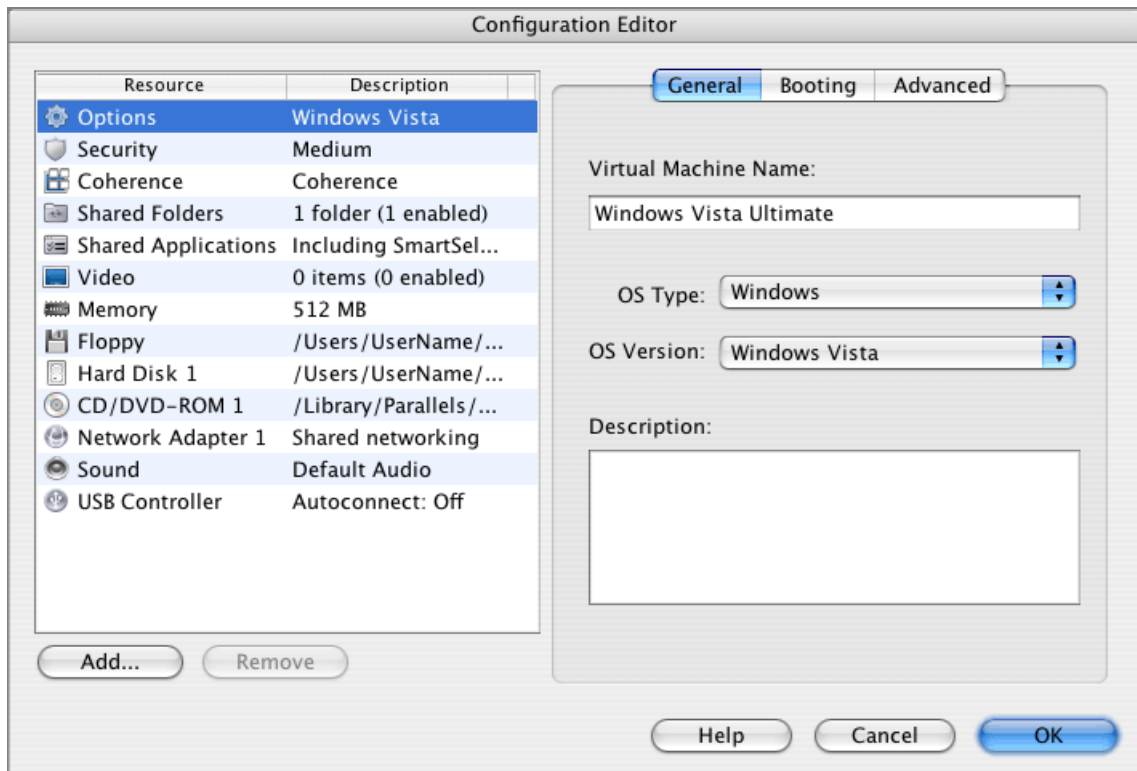 Configuration Editor
Resource Description
Options Windows Vista
Security Medium
Coherence Coherence
Shared Folders 1 folder (1 enabled)
Shared Applications Including SmartSel...
Video 0 items (0 enabled)
Memory 512 MB
Floppy /Users/UserName/...
Hard Disk 1 /Users/UserName/...
CD/DVD-ROM 1 /Library/Parallels/...
Network Adapter 1 Shared networking
Sound Default Audio
USB Controller Autoconnect: Off
Add... Remove
General Booting Advanced
Virtual Machine Name:
Windows Vista Ultimate
OS Type: Windows
OS Version: Windows Vista
Description:
Help Cancel OK